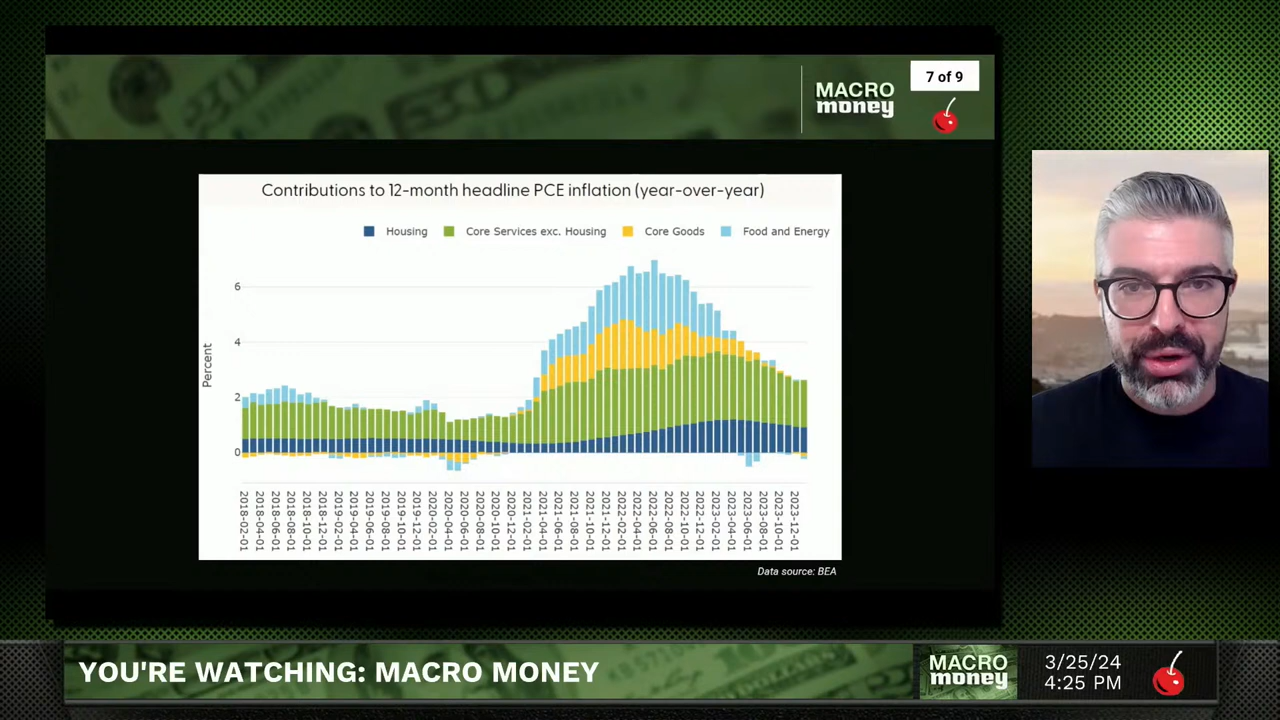 7 of 9
MACRO
money
Contributions to 12-month headline PCE inflation (year-over-year)
Housing
Core Services exc. Housing
Core Goods
Food and Energy
Percent
6
4
2
0
2018-02-01
2018-04-01
2018-06-01
2018-08-01
2018-10-01
2018-12-01
2019-02-01
2019-04-01
2019-06-01
2019-08-01
2019-10-01
2019-12-01
2020-02-01
2020-04-01
2020-06-01
2020-08-01
2020-10-01
2020-12-01
2021-02-01
2021-04-01
2021-06-01
2021-08-01
2021-10-01
2021-12-01
2022-02-01
2022-04-01
2022-06-01
2022-08-01
2022-10-01
2022-12-01
2023-02-01
2023-04-01
2023-06-01
2023-08-01
2023-10-01
2023-12-01
Data source: BEA
YOU'RE WATCHING: MACRO MONEY
MACRO
money
3/25/24
4:25 PM